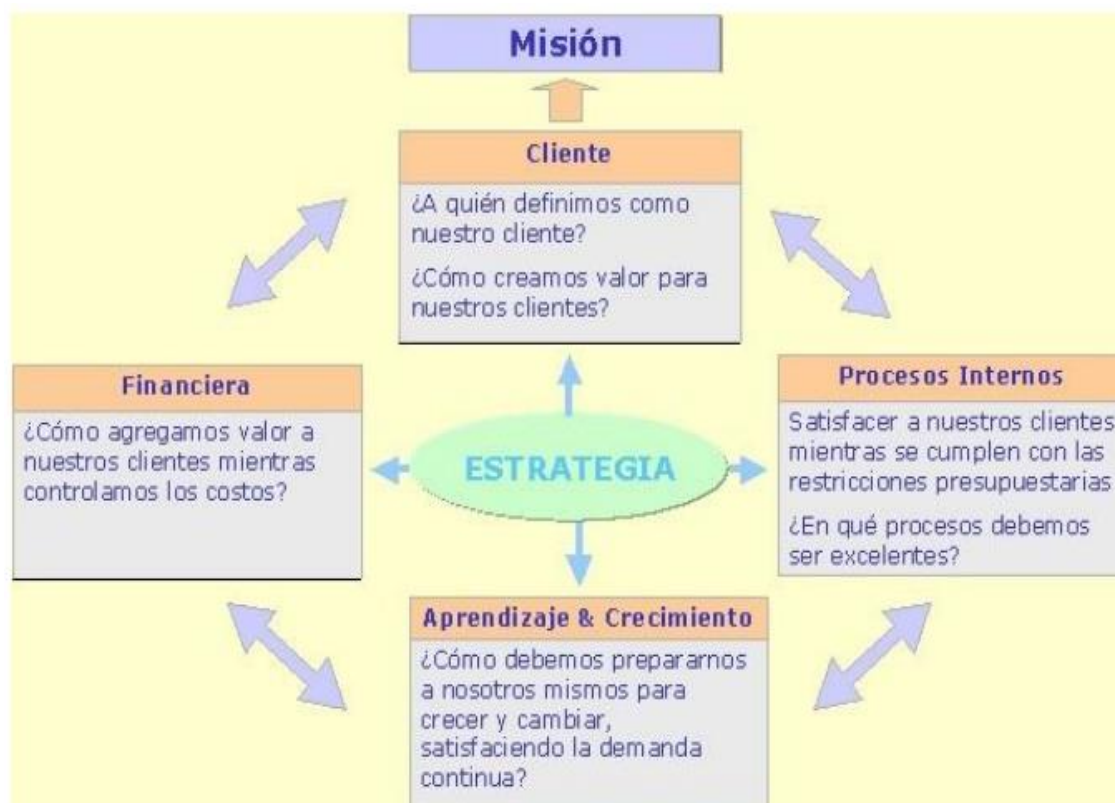 Misión
Cliente
¿A quién definimos como
nuestro cliente?
¿Cómo creamos valor para
nuestros clientes?
Financiera
¿Cómo agregamos valor a
nuestros clientes mientras
controlamos los costos?
ESTRATEGIA
Procesos Internos
Satisfacer a nuestros clientes
mientras se cumplen con las
restricciones presupuestarias
¿En qué procesos debemos
ser excelentes?
Aprendizaje & Crecimiento
¿Cómo debemos prepararnos
a nosotros mismos para
crecer y cambiar,
satisfaciendo la demanda
continua?